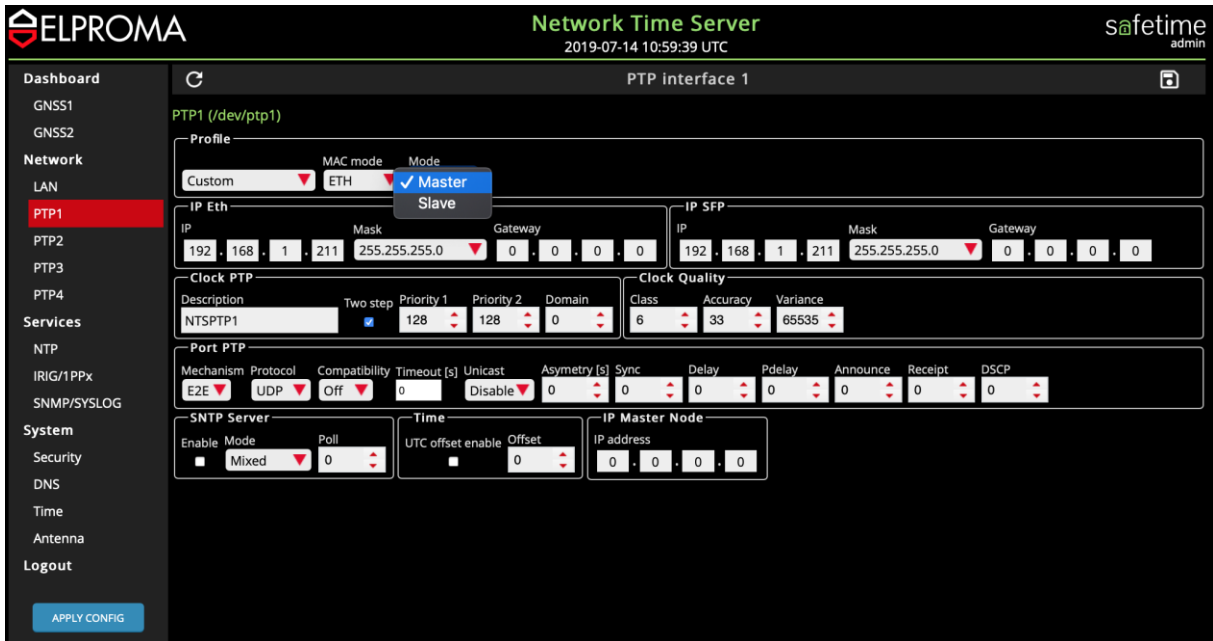 ELPROMA
Network Time Server
2019-07-14 10:59:39 UTC
safetime
admin
Dashboard
GNSS1
GNSS2
Network
LAN
PTP1
PTP2
PTP3
PTP4
Services
NTP
IRIG/1PPx
SNMP/SYSLOG
System
Security
DNS
Time
Antenna
Logout
APPLY CONFIG
PTP interface 1
PTP1 (/dev/ptp1)
Profile
MAC mode Mode
Custom ETH ✓ Master
Slave
IP Eth
IP Mask Gateway
192 . 168 . 1 . 211 255.255.255.0 0 . 0 . 0 . 0
IP SFP
IP Mask Gateway
192 . 168 . 1 . 211 255.255.255.0 0 . 0 . 0 . 0
Clock PTP
Description Two step Priority 1 Priority 2 Domain
NTSPTP1 128 128 0
Clock Quality
Class Accuracy Variance
6 33 65535
Port PTP
Mechanism Protocol Compatibility Timeout [s] Unicast Asymetry [s] Sync Delay Pdelay Announce Receipt DSCP
E2E UDP Off 0 Disable 0 0 0 0 0 0 0
SNTP Server
Enable Mode Poll
Mixed 0
Time
UTC offset enable Offset
0
IP Master Node
IP address
0 . 0 . 0 . 0